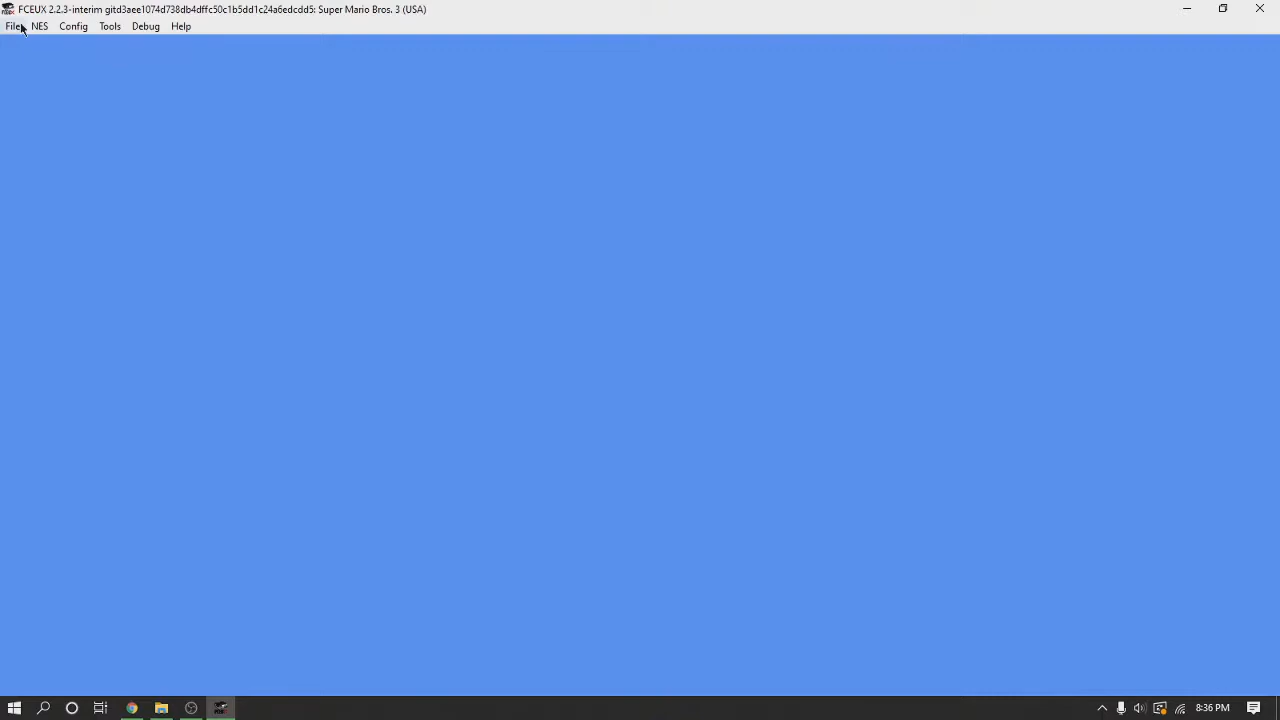 FCEUX 2.2.3-interim gitd3aee1074d738db4dffc50c1b5dd1c24a6edcdd5: Super Mario Bros. 3 (USA)
File NES Config Tools Debug Help
8:36 PM